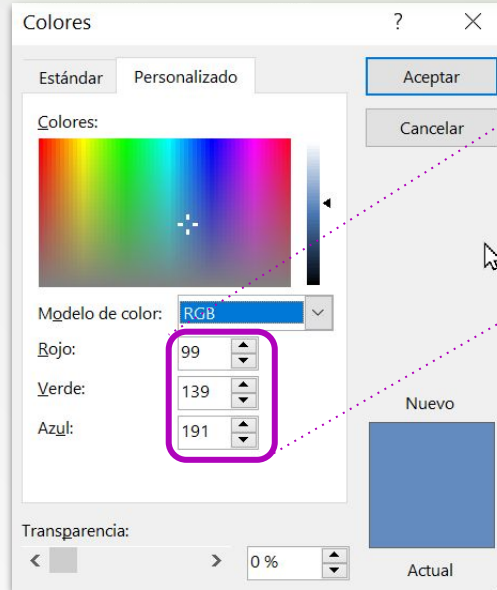 Colores ? ×
Estándar Personalizado
Aceptar
Colores:
Cancelar
Modelo de color: RGB
Rojo: 99
Verde: 139
Azul: 191
Nuevo
Transparencia:
0 %
Actual